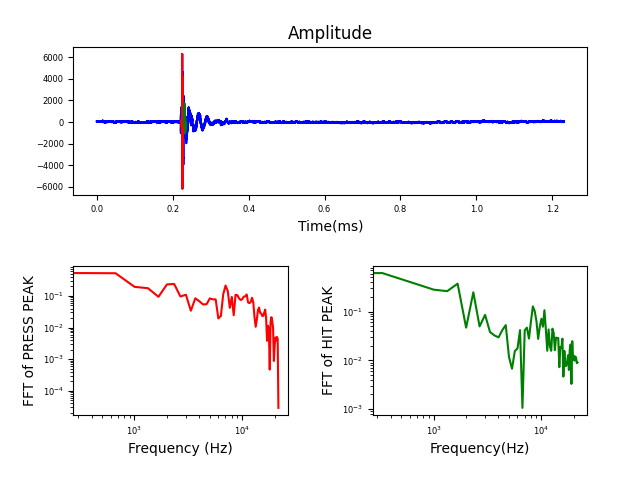 Amplitude
6000
4000
2000
0
−2000
−4000
−6000
0.0 0.2 0.4 0.6 0.8 1.0 1.2
Time(ms)
FFT of PRESS PEAK
10⁻¹
10⁻²
10⁻³
10⁻⁴
10³ 10⁴
Frequency (Hz)
FFT of HIT PEAK
10⁻¹
10⁻²
10⁻³
10³ 10⁴
Frequency(Hz)